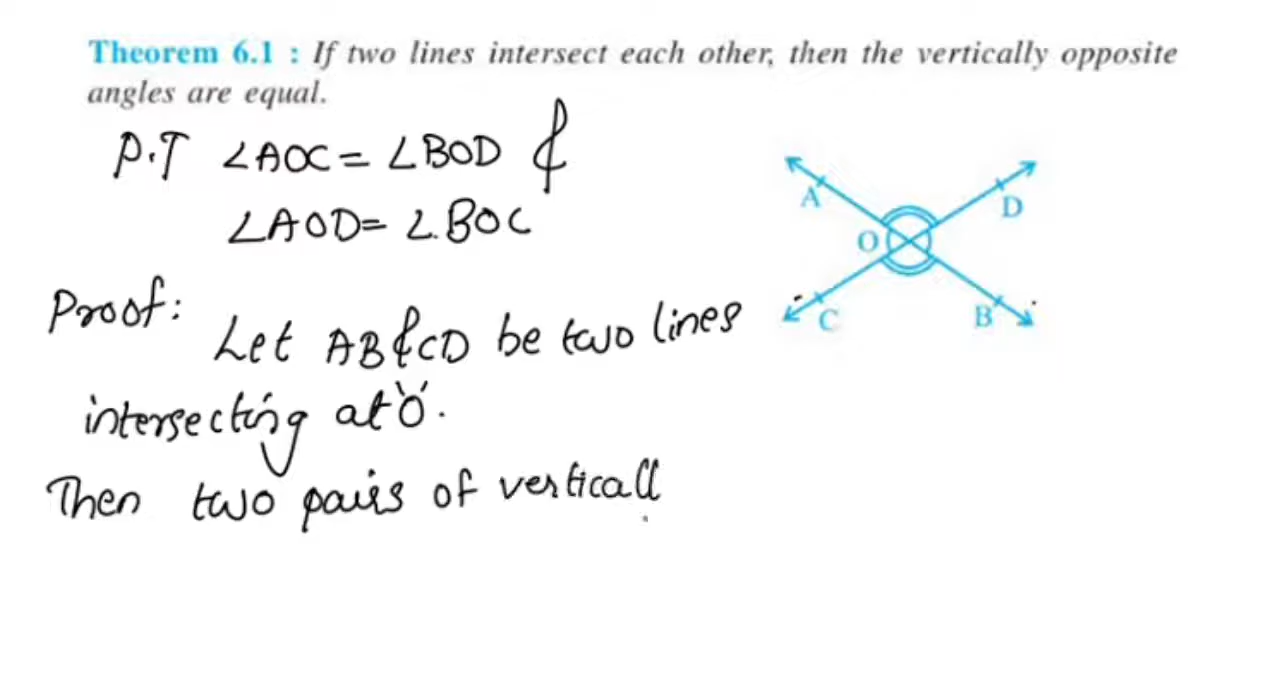 Theorem 6.1 : If two lines intersect each other, then the vertically opposite
angles are equal.
P.T ∠AOC = ∠BOD &
∠AOD = ∠BOC
Proof:
Let AB & CD be two lines
intersecting at 'O'.
Then two pairs of verticall
A
D
O
C
B